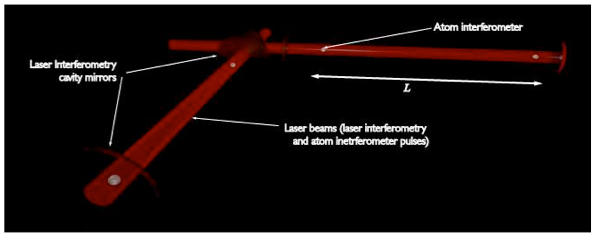 Atom interferometer
Laser Interferometry
cavity mirrors
L
Laser beams (laser interferometry
and atom inetrferometer pulses)